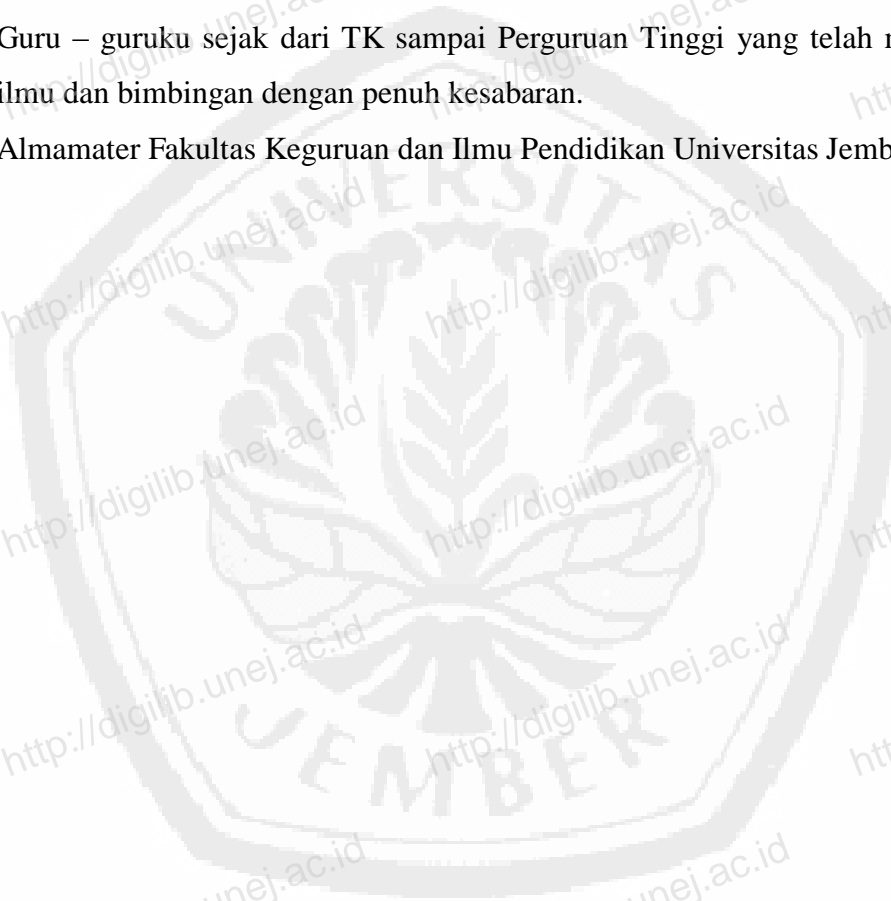 Guru – guruku sejak dari TK sampai Perguruan Tinggi yang telah
ilmu dan bimbingan dengan penuh kesabaran.
Almamater Fakultas Keguruan dan Ilmu Pendidikan Universitas
UNIVERSITAS
http://digilib.unej.ac.id
http://digilib.unej.ac.id
http://digilib.unej.ac.id
http://digilib.unej.ac.id
http://digilib.unej.ac.id
http://digilib.unej.ac.id
JEMBER